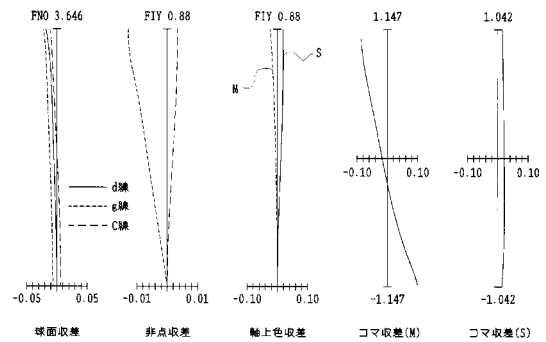 FNO 3.646
FIY 0.88
FIY 0.88
1.147
1.042
S
M
-0.10
0.10
-0.10
0.10
d線
g線
C線
-0.05
0.05
-0.01
0.01
-0.10
0.10
-1.147
-1.042
球面収差
非点収差
軸上色収差
コマ収差(M)
コマ収差(S)